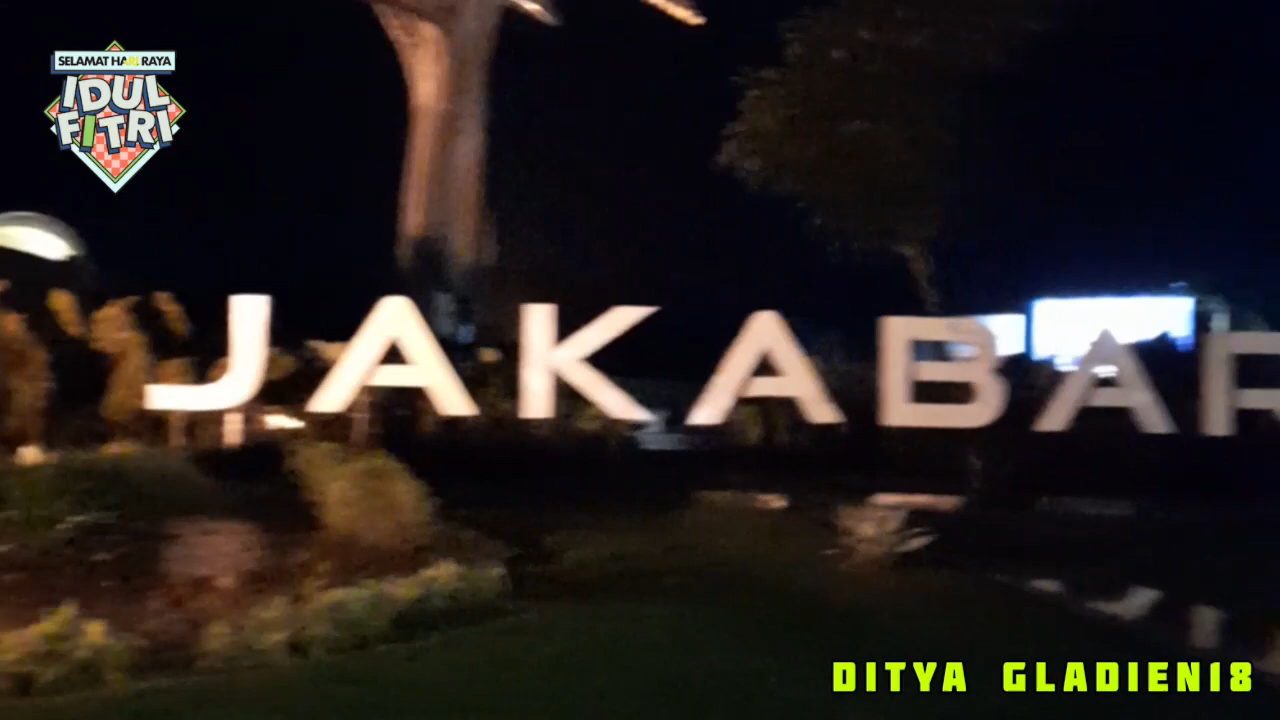 SELAMAT HARI RAYA
IDUL
FITRI
JAKABAR
DITYA GLADIEN18